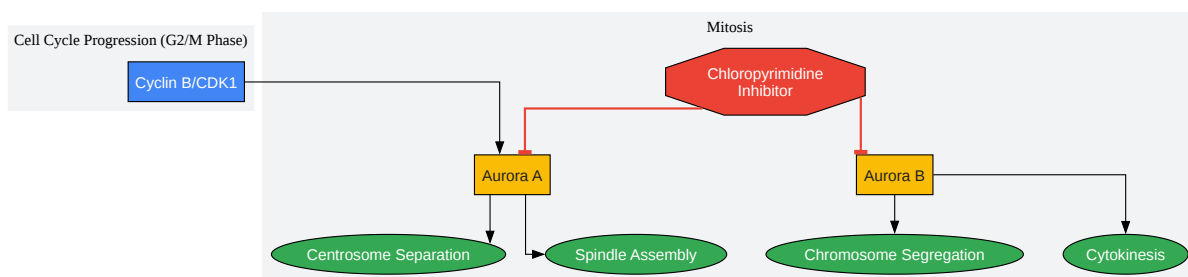 Mitosis
Cell Cycle Progression (G2/M Phase)
Cyclin B/CDK1
Chloropyrimidine
Inhibitor
Aurora A
Aurora B
Centrosome Separation
Spindle Assembly
Chromosome Segregation
Cytokinesis